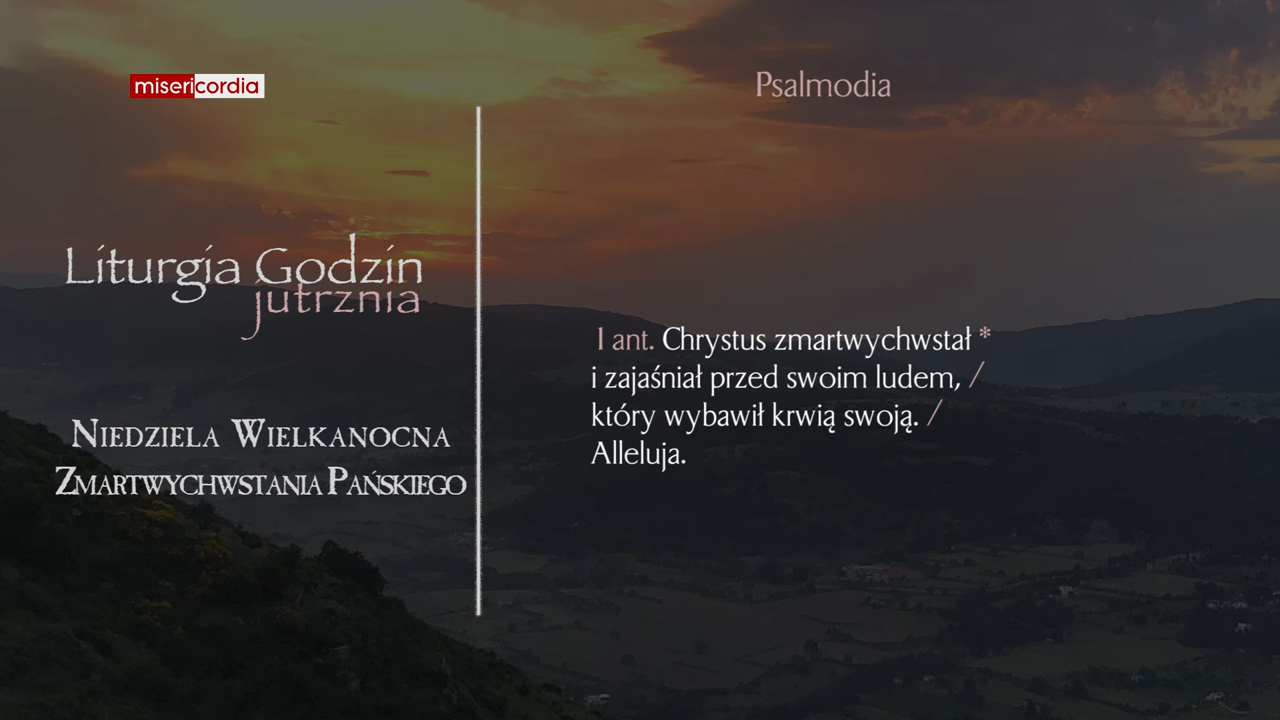 misericordia
Liturgia Godzin
jutrznia
Niedziela Wielkanocna
Zmartwychwstania Pańskiego
Psalmodia
1 ant. Chrystus zmartwychwstał *
i zajaśniał przed swoim ludem, /
który wybawił krwią swoją. /
Alleluja.